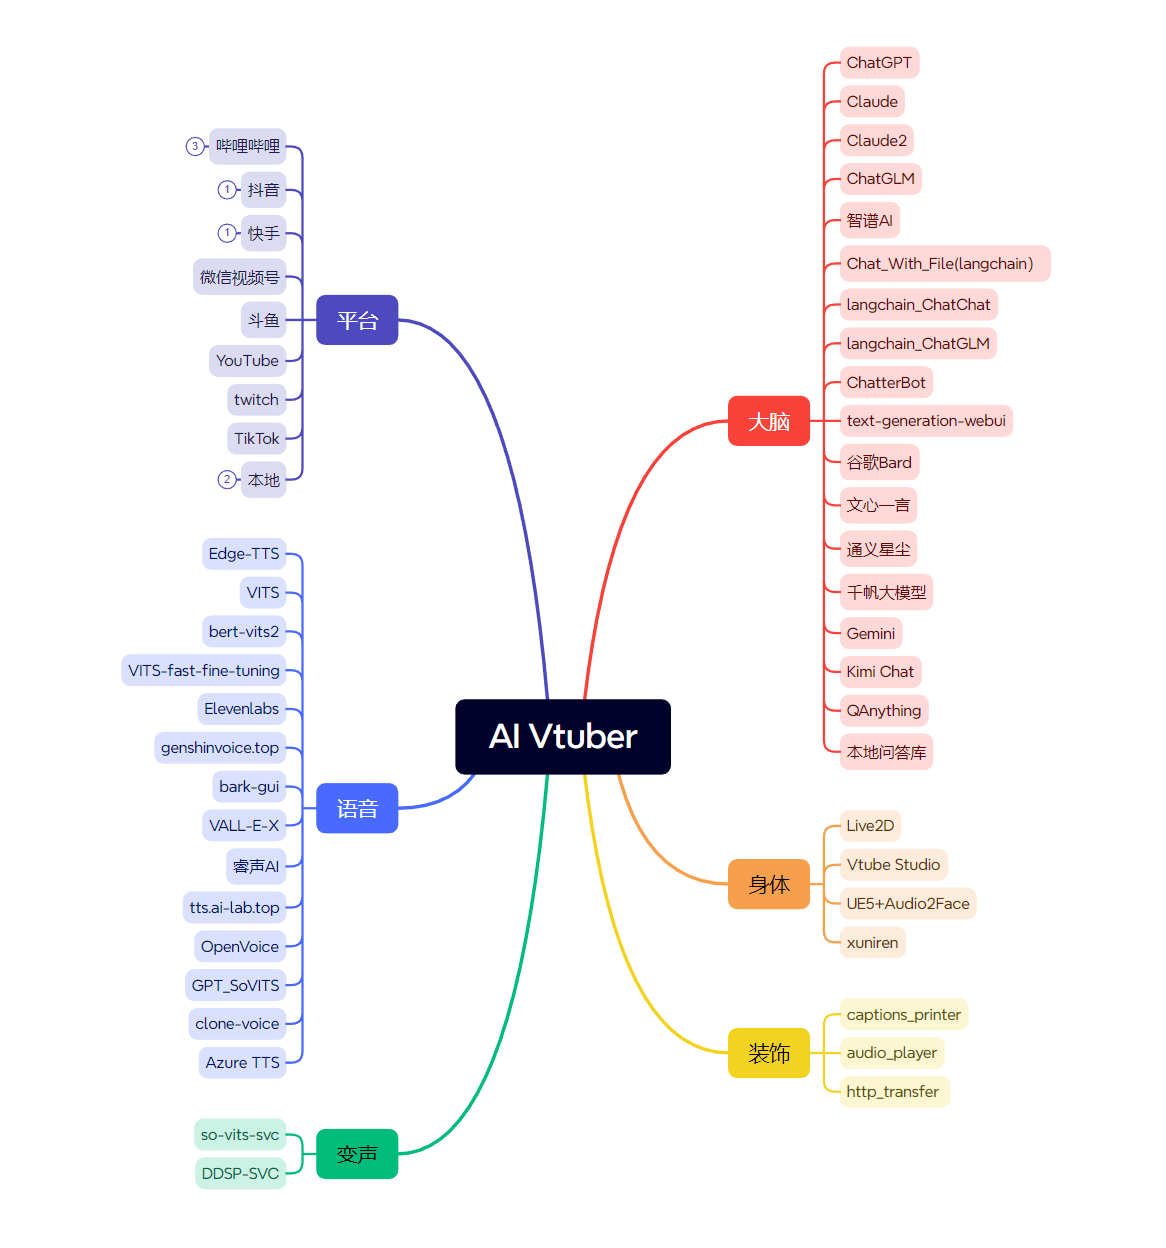 AI Vtuber
平台
3
哔哩哔哩
1
抖音
1
快手
微信视频号
斗鱼
YouTube
twitch
TikTok
2
本地
语音
Edge-TTS
VITS
bert-vits2
VITS-fast-fine-tuning
Elevenlabs
genshinvoice.top
bark-gui
VALL-E-X
睿声AI
tts.ai-lab.top
OpenVoice
GPT_SoVITS
clone-voice
Azure TTS
变声
so-vits-svc
DDSP-SVC
大脑
ChatGPT
Claude
Claude2
ChatGLM
智谱AI
Chat_With_File(langchain)
langchain_ChatChat
langchain_ChatGLM
ChatterBot
text-generation-webui
谷歌Bard
文心一言
通义星尘
千帆大模型
Gemini
Kimi Chat
QAnything
本地问答库
身体
Live2D
Vtube Studio
UE5+Audio2Face
xuniren
装饰
captions_printer
audio_player
http_transfer